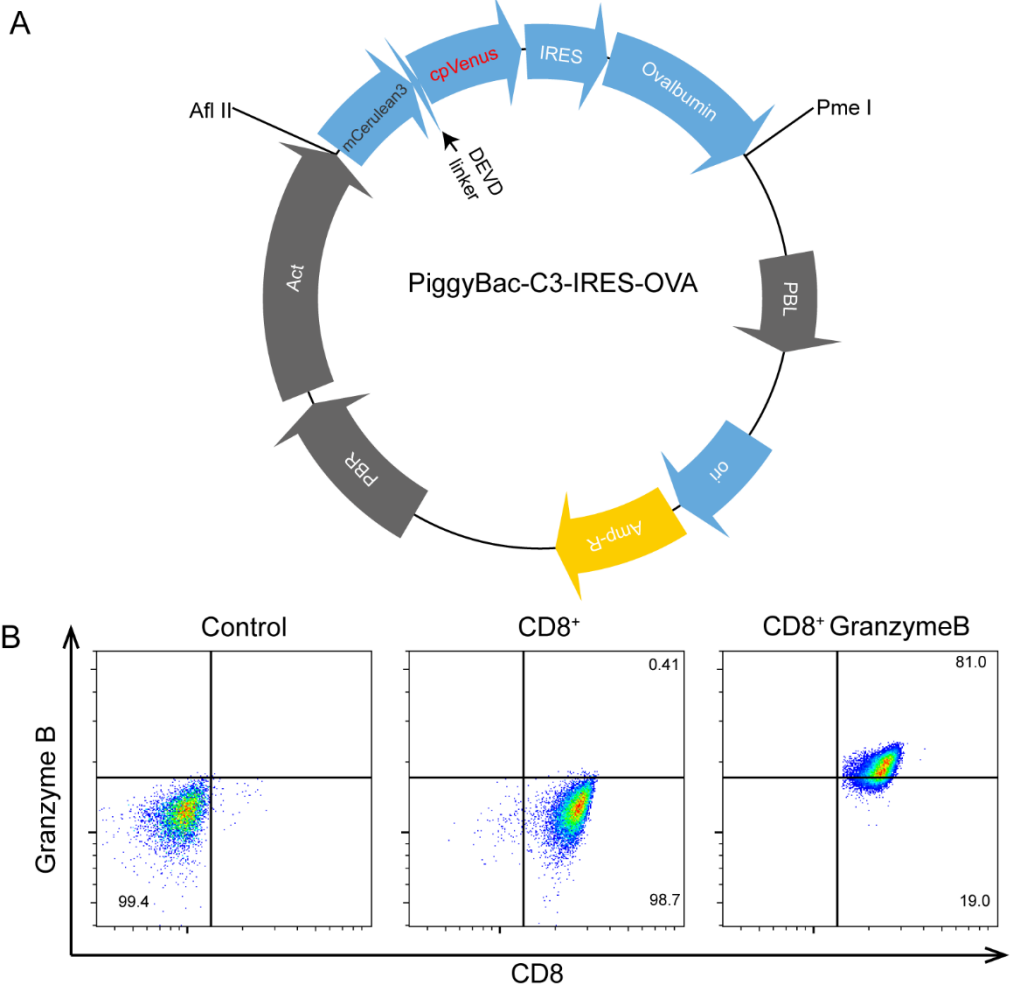 A
cpVenus
IRES
mCerulean3
Ovalbumin
Afl II
Pme I
DEVD
linker
Act
PiggyBac-C3-IRES-OVA
PBL
PBR
ori
Amp-R
B
Control
CD8+
CD8+ GranzymeB
0.41
81.0
Granzyme B
99.4
98.7
19.0
CD8